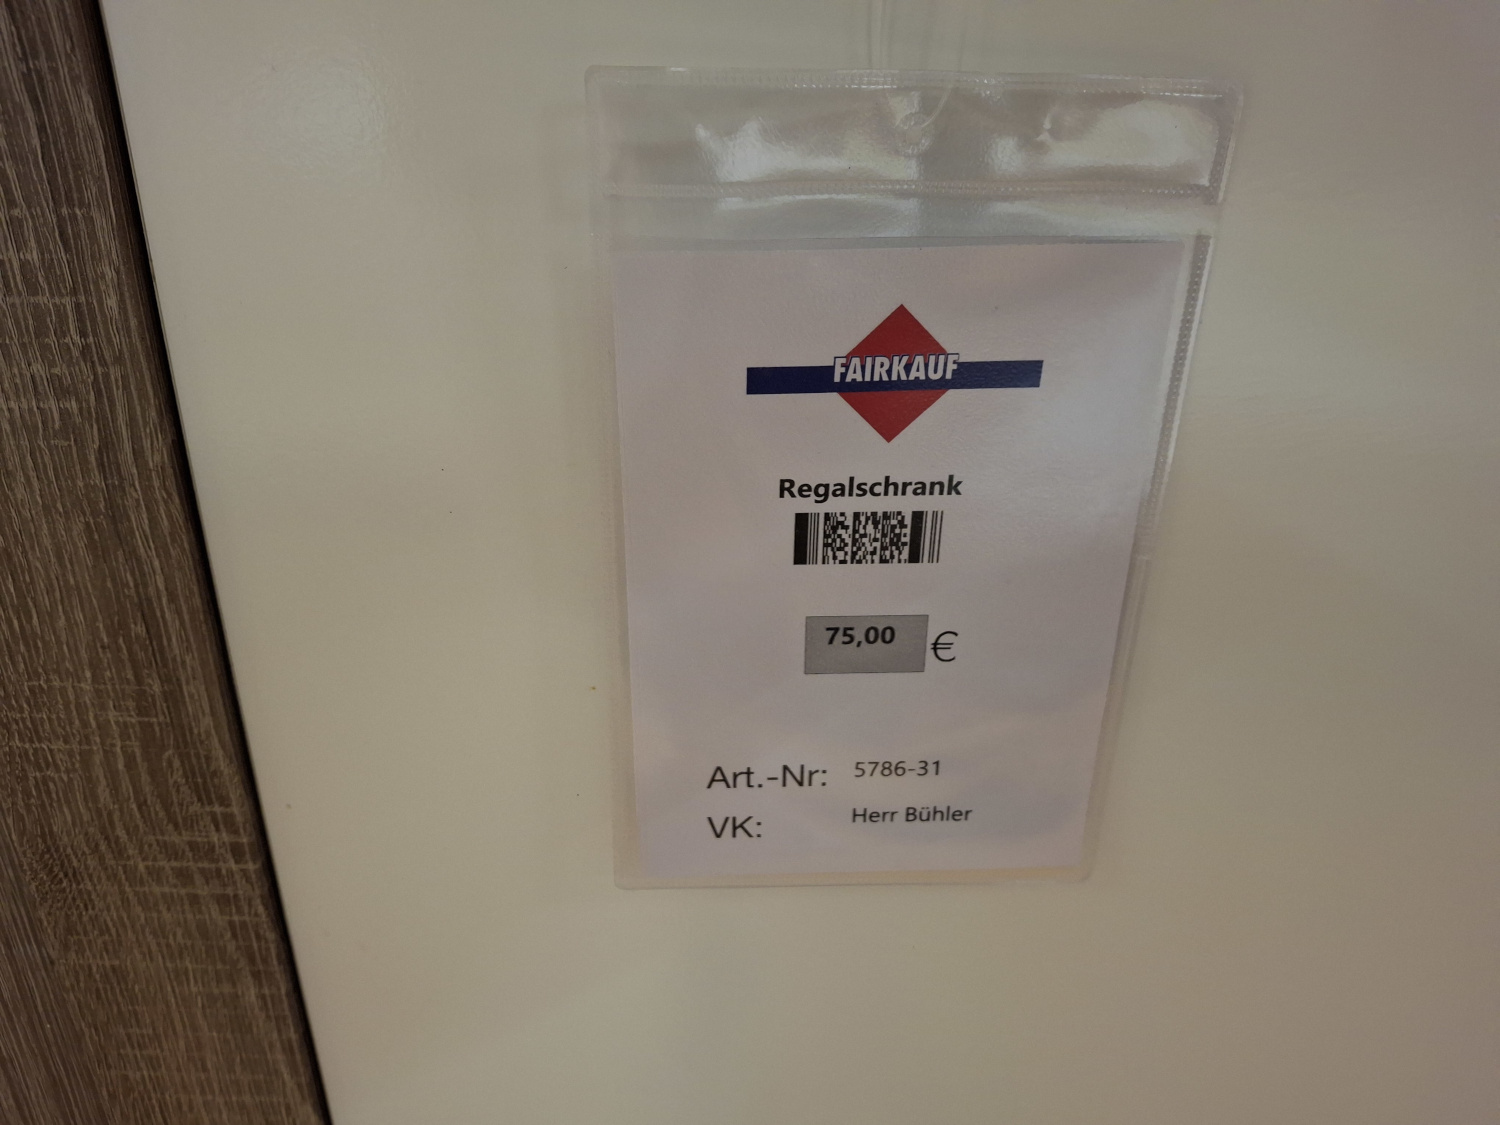 FAIRKAUF
Regalschrank
75,00 €
Art.-Nr: 5786-31
VK: Herr Bühler